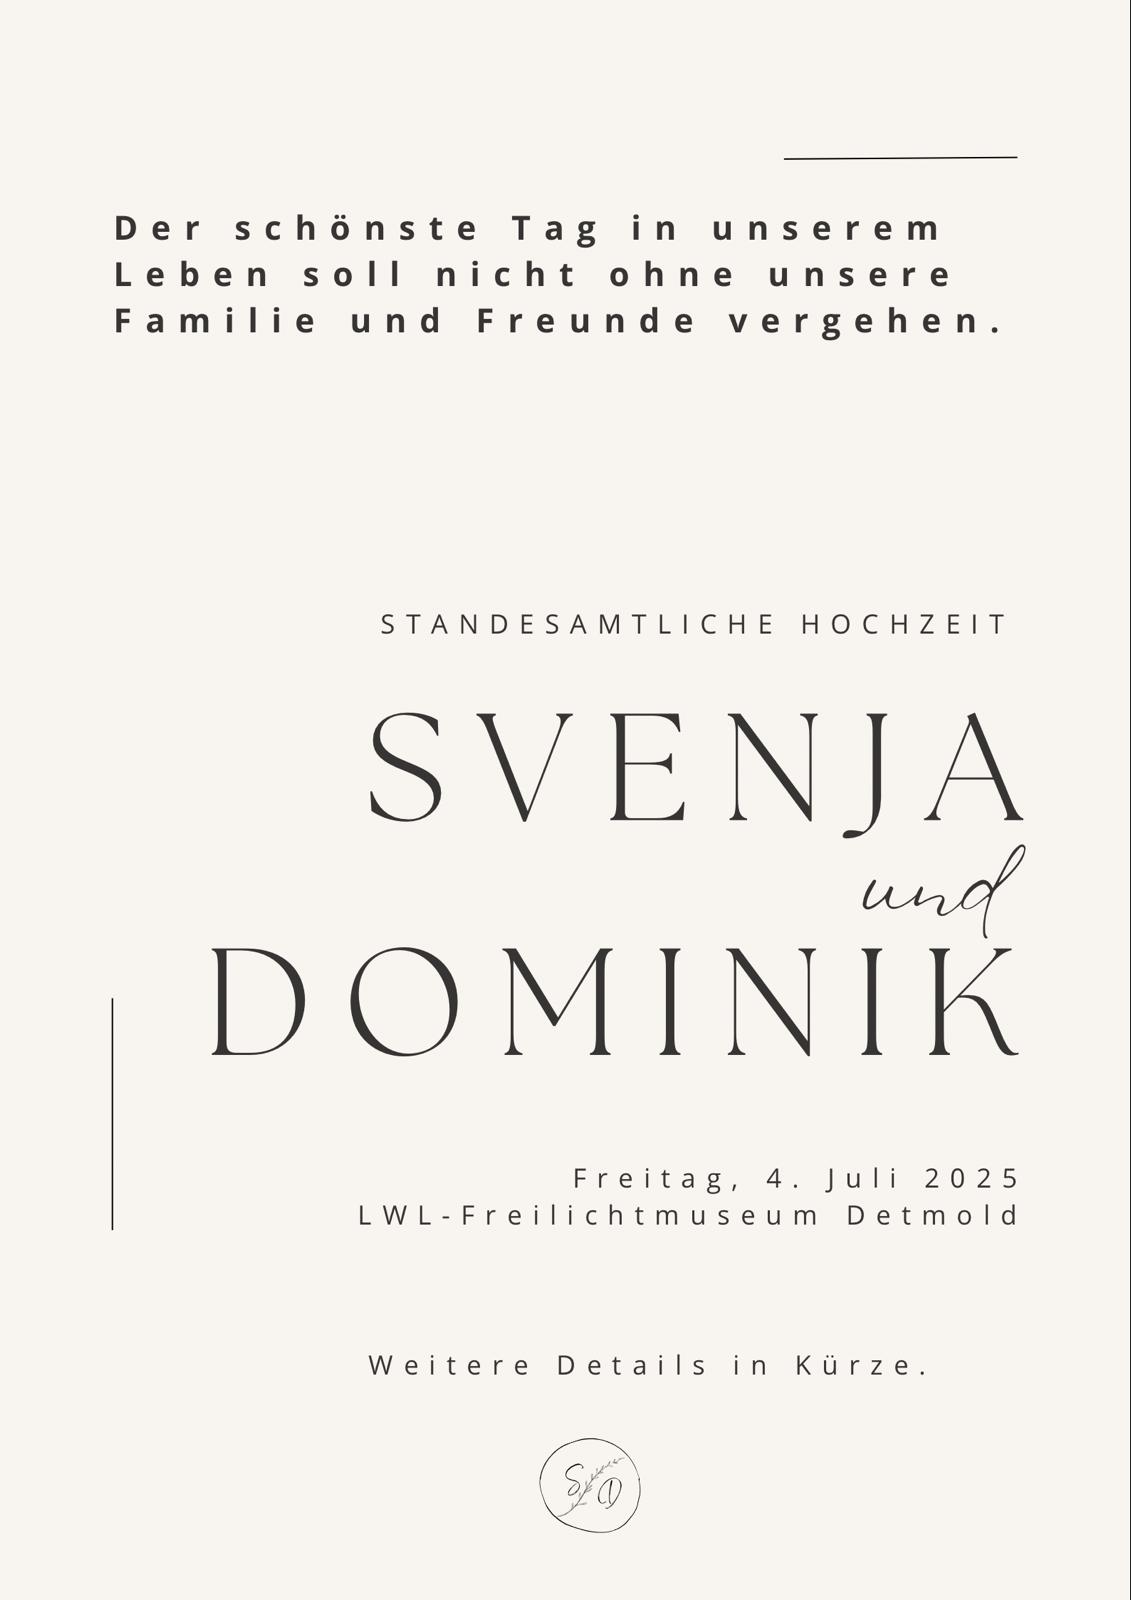 Der schönste Tag in unserem
Leben soll nicht ohne unsere
Familie und Freunde vergehen.
STANDESAMTLICHE HOCHZEIT
SVENJA
und
DOMINIK
Freitag, 4. Juli 2025
LWL-Freilichtmuseum Detmold
Weitere Details in Kürze.
S D